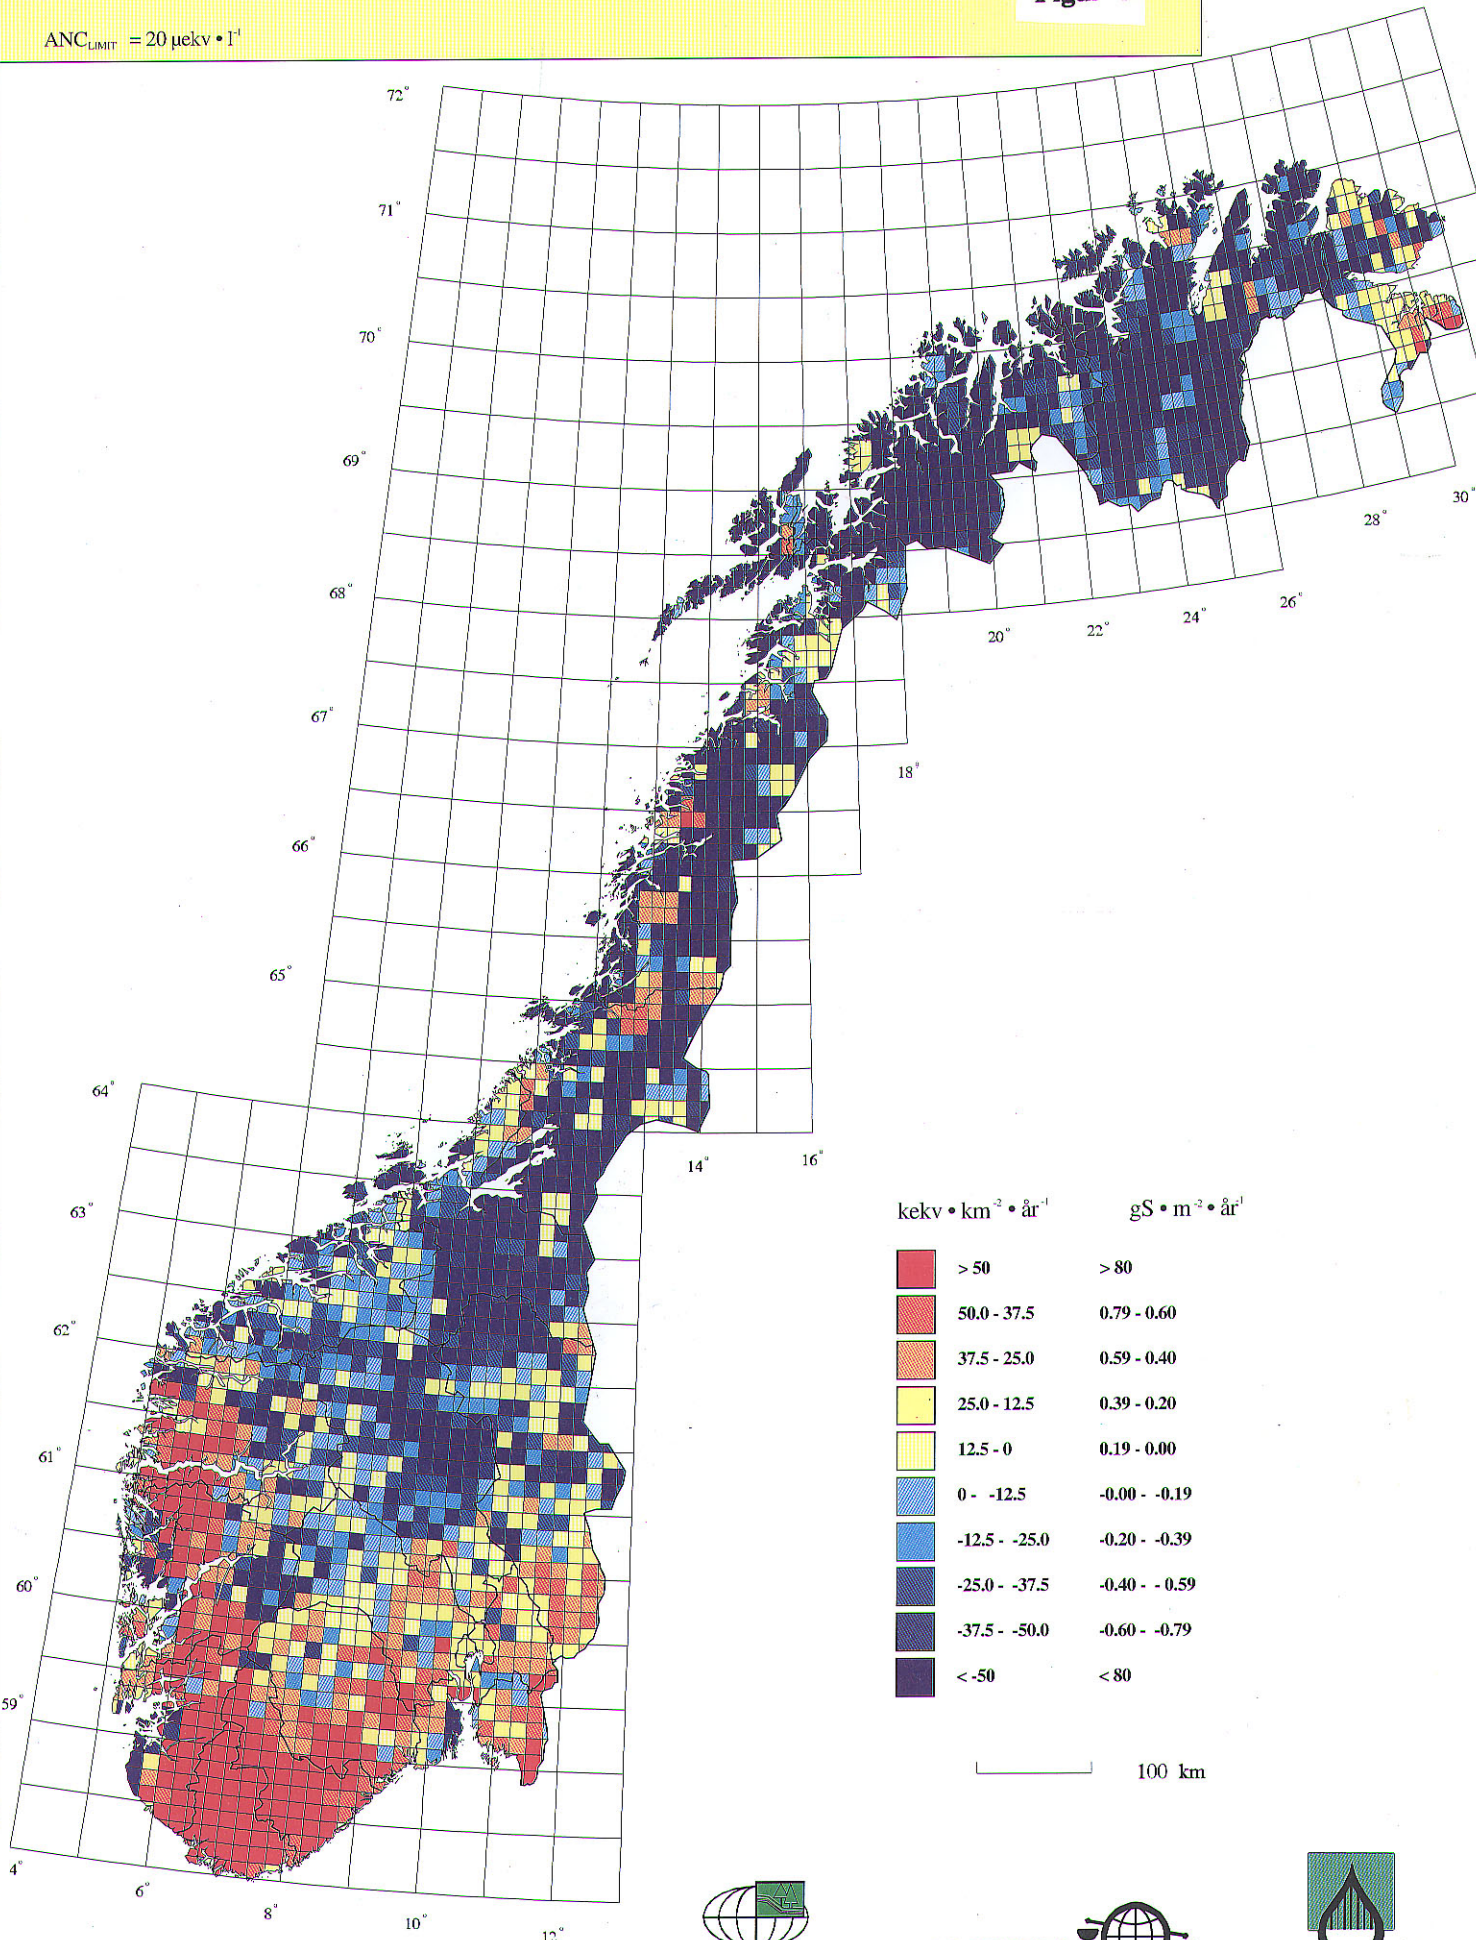 ANC LIMIT = 20 µekv • l⁻¹
72°
71°
70°
69°
68°
67°
66°
65°
64°
63°
62°
61°
60°
59°
4°
6°
8°
10°
12°
14°
16°
18°
20°
22°
24°
26°
28°
30°
kekv • km⁻² • år⁻¹ gS • m⁻² • år⁻¹
> 50 > 80
50.0 - 37.5 0.79 - 0.60
37.5 - 25.0 0.59 - 0.40
25.0 - 12.5 0.39 - 0.20
12.5 - 0 0.19 - 0.00
0 - -12.5 -0.00 - -0.19
-12.5 - -25.0 -0.20 - -0.39
-25.0 - -37.5 -0.40 - - 0.59
-37.5 - -50.0 -0.60 - -0.79
< -50 < 80
100 km